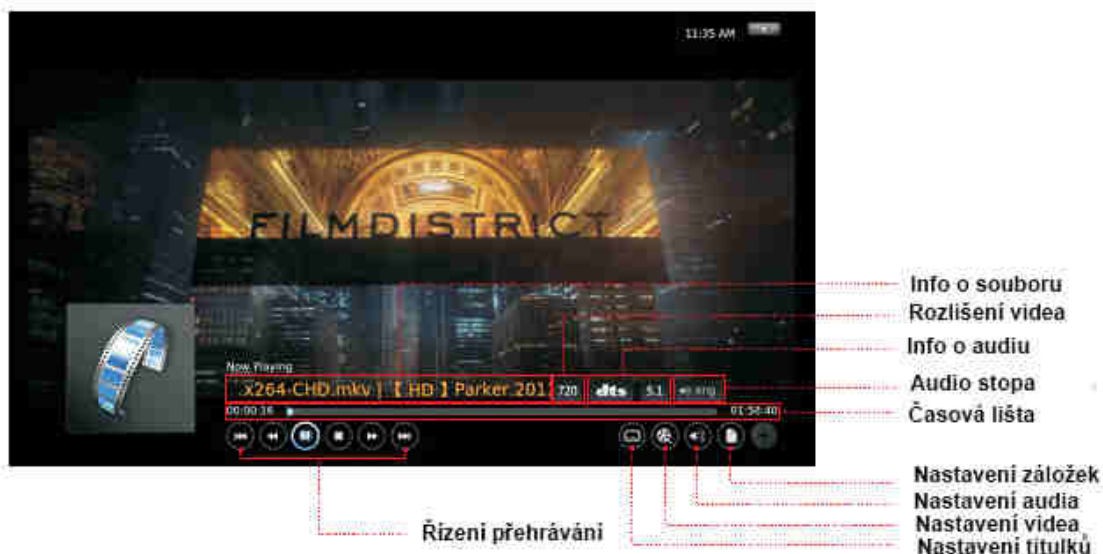 11:35 AM
FILMDISTRICT
Now Playing
.x264-CHD.mkv ] 【 HD 】 Parker 201
720
dts
5.1
eng
00:00:16
01:58:40
Info o souboru
Rozlišení videa
Info o audiu
Audio stopa
Časová lišta
Nastavení záložek
Nastavení audia
Nastavení videa
Nastavení titulků
Řízení přehrávání